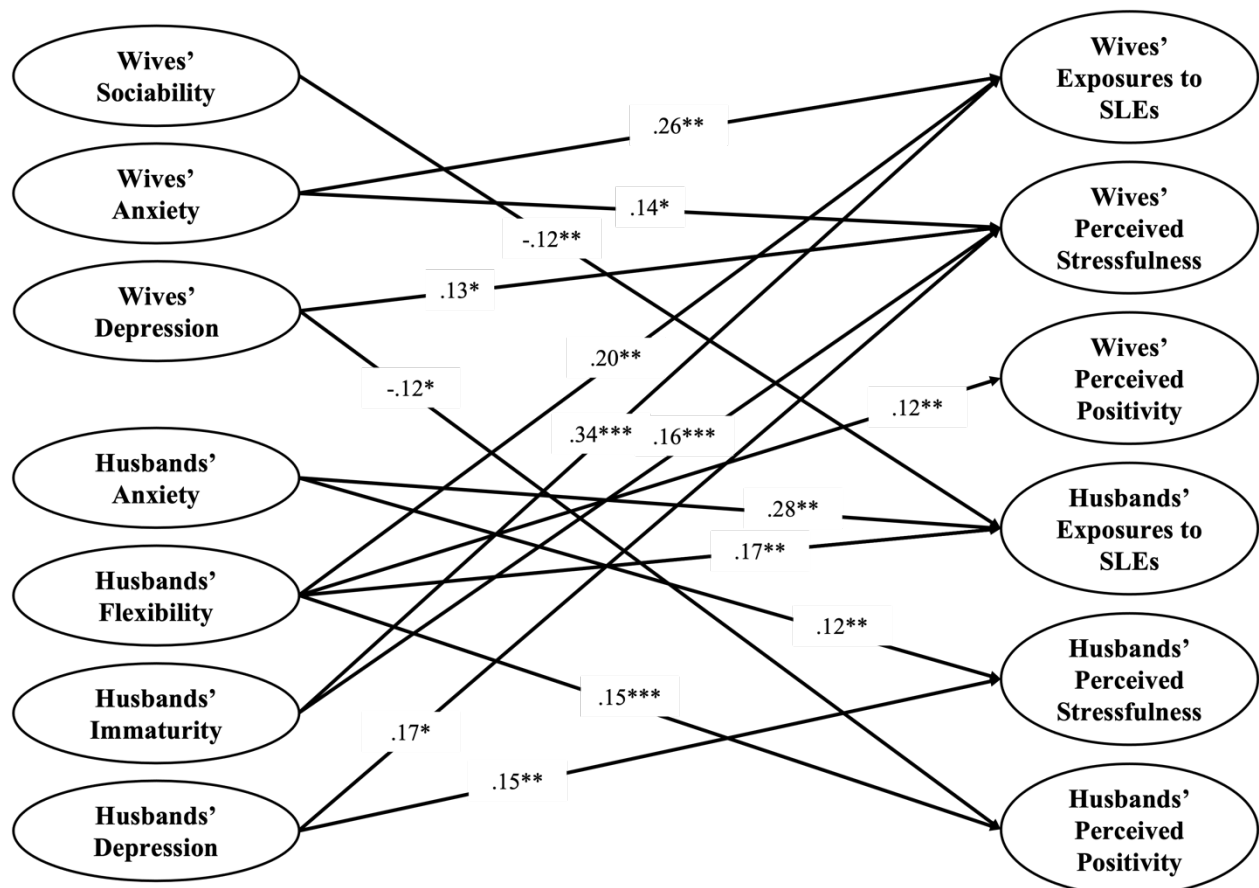 Wives’
Sociability
Wives’
Anxiety
Wives’
Depression
Husbands’
Anxiety
Husbands’
Flexibility
Husbands’
Immaturity
Husbands’
Depression
.26**
.14*
-.12**
.13*
.20**
-.12*
.12**
.34***
.16***
.28**
.17**
.12**
.15***
.17*
.15**
Wives’
Exposures to
SLEs
Wives’
Perceived
Stressfulness
Wives’
Perceived
Positivity
Husbands’
Exposures to
SLEs
Husbands’
Perceived
Stressfulness
Husbands’
Perceived
Positivity